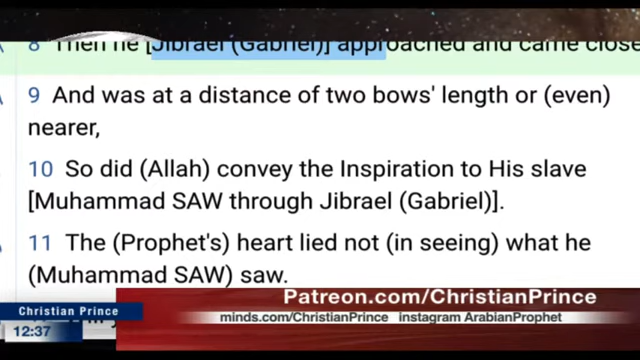 8 Then he [Jibrael (Gabriel)] approached and came close
9 And was at a distance of two bows' length or (even)
nearer,
10 So did (Allah) convey the Inspiration to His slave
[Muhammad SAW through Jibrael (Gabriel)].
11 The (Prophet's) heart lied not (in seeing) what he
(Muhammad SAW) saw.
Patreon.com/ChristianPrince
Christian Prince
minds.com/ChristianPrince instagram ArabianProphet
12:37